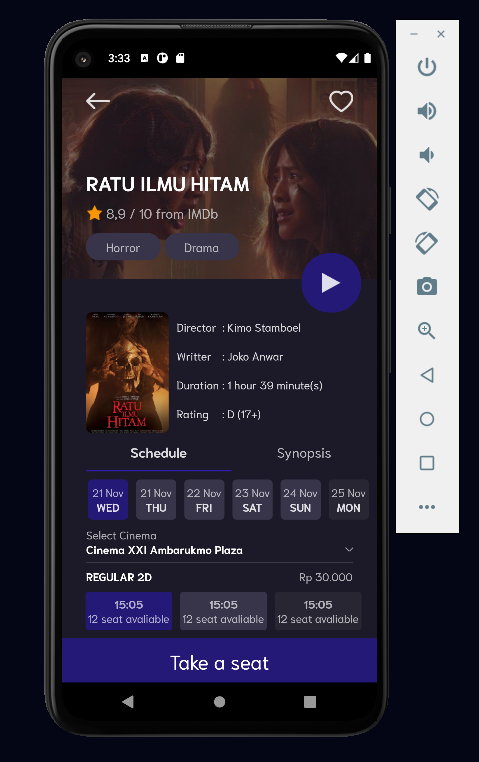 3:33
RATU ILMU HITAM
8,9 / 10 from IMDb
Horror Drama
RATU
ILMU
HITAM
Director : Kimo Stamboel
Writter : Joko Anwar
Duration : 1 hour 39 minute(s)
Rating : D (17+)
Schedule Synopsis
21 Nov 21 Nov 22 Nov 23 Nov 24 Nov 25 Nov
WED THU FRI SAT SUN MON
Select Cinema
Cinema XXI Ambarukmo Plaza
REGULAR 2D Rp 30.000
15:05 15:05 15:05
12 seat avaliable 12 seat avaliable 12 seat avaliable
Take a seat